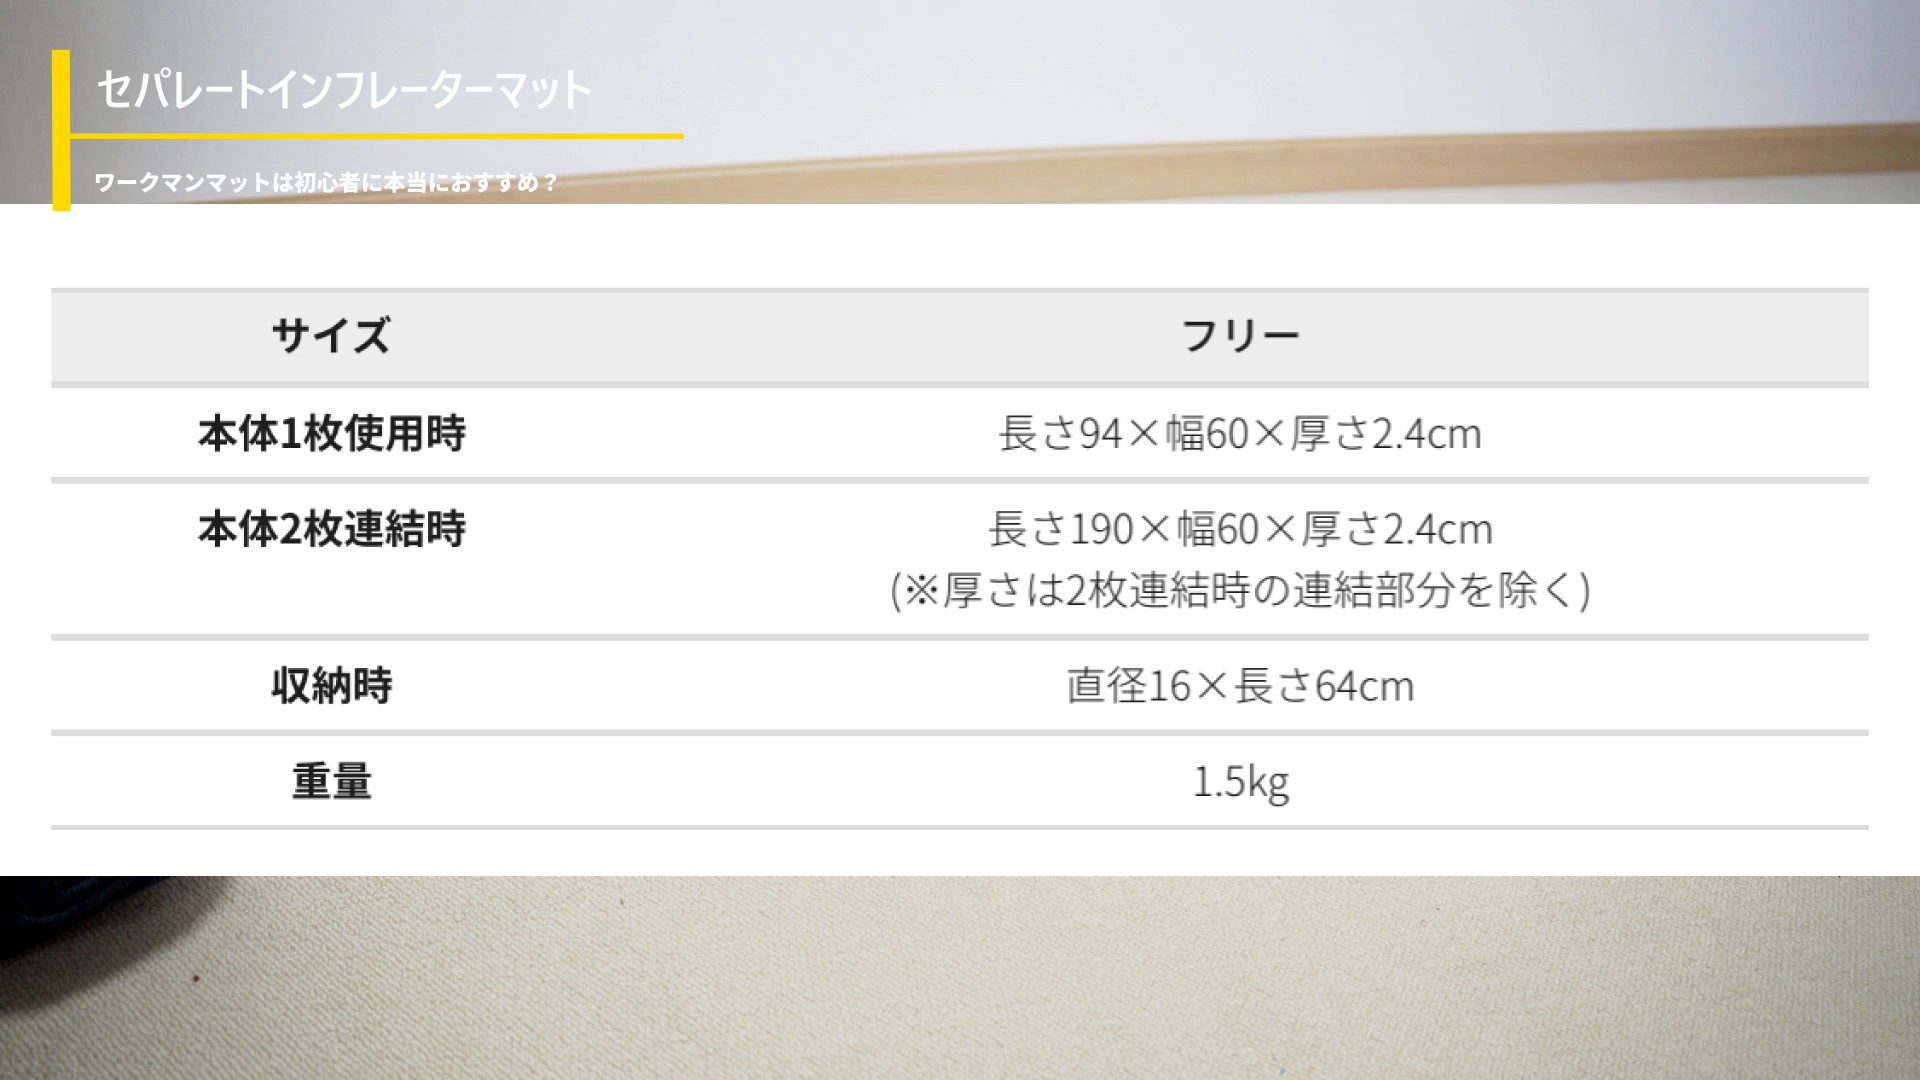 セパレートインフレーターマット
ワークマンマットは初心者に本当におすすめ？
サイズ フリー
本体1枚使用時 長さ94×幅60×厚さ2.4cm
本体2枚連結時 長さ190×幅60×厚さ2.4cm
(※厚さは2枚連結時の連結部分を除く)
収納時 直径16×長さ64cm
重量 1.5kg